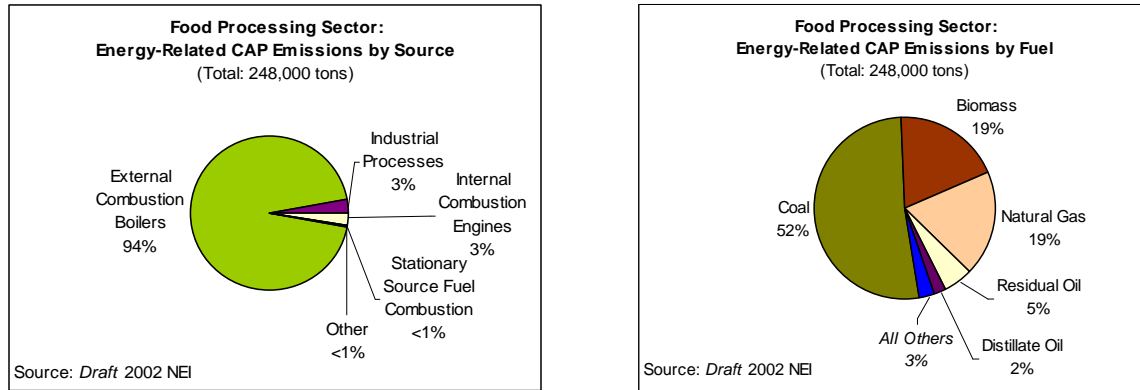 Food Processing Sector:
Energy-Related CAP Emissions by Source
(Total: 248,000 tons)
External
Combustion
Boilers
94%
Industrial
Processes
3%
Internal
Combustion
Engines
3%
Stationary
Source Fuel
Combustion
<1%
Other
<1%
Source: Draft 2002 NEI
Food Processing Sector:
Energy-Related CAP Emissions by Fuel
(Total: 248,000 tons)
Biomass
19%
Coal
52%
Natural Gas
19%
Residual Oil
5%
Distillate Oil
2%
All Others
3%
Source: Draft 2002 NEI